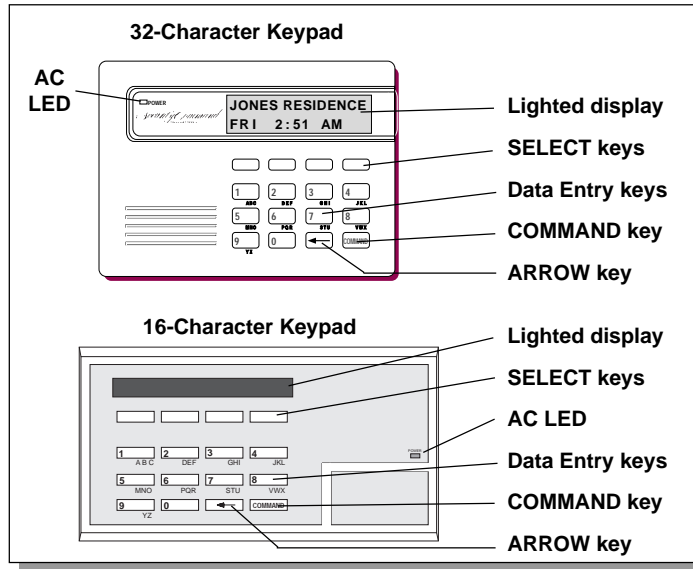 32-Character Keypad
AC
LED
POWER
Security Command
JONES RESIDENCE
FRI 2:51 AM
Lighted display
SELECT keys
Data Entry keys
COMMAND key
ARROW key
1 2 3 4
ABC DEF GHI JKL
5 6 7 8
MNO PQR STU VWX
9 0 COMMAND
YZ
16-Character Keypad
Lighted display
SELECT keys
AC LED
Data Entry keys
COMMAND key
ARROW key
POWER
1 2 3 4
ABC DEF GHI JKL
5 6 7 8
MNO PQR STU VWX
9 0 COMMAND
YZ